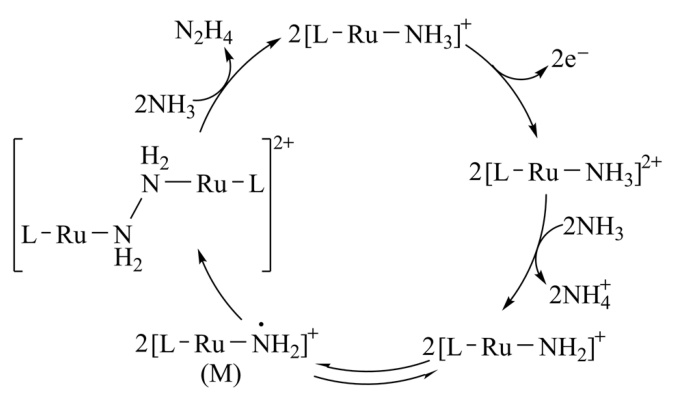 N₂H₄
2[L-Ru-NH₃]⁺
2e⁻
2NH₃
2[L-Ru-NH₃]²⁺
2NH₃
2NH₄⁺
2[L-Ru-NH₂]⁺
2[L-Ru-ṄH₂]⁺
(M)
[ ]²⁺
H₂
N-Ru-L
L-Ru-N
H₂